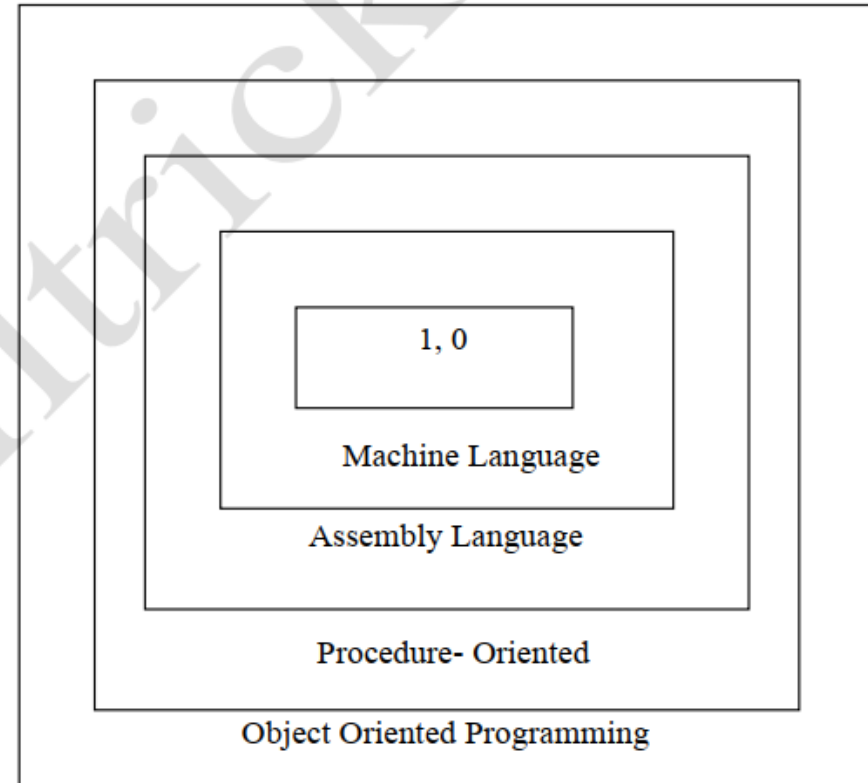 1, 0
Machine Language
Assembly Language
Procedure- Oriented
Object Oriented Programming